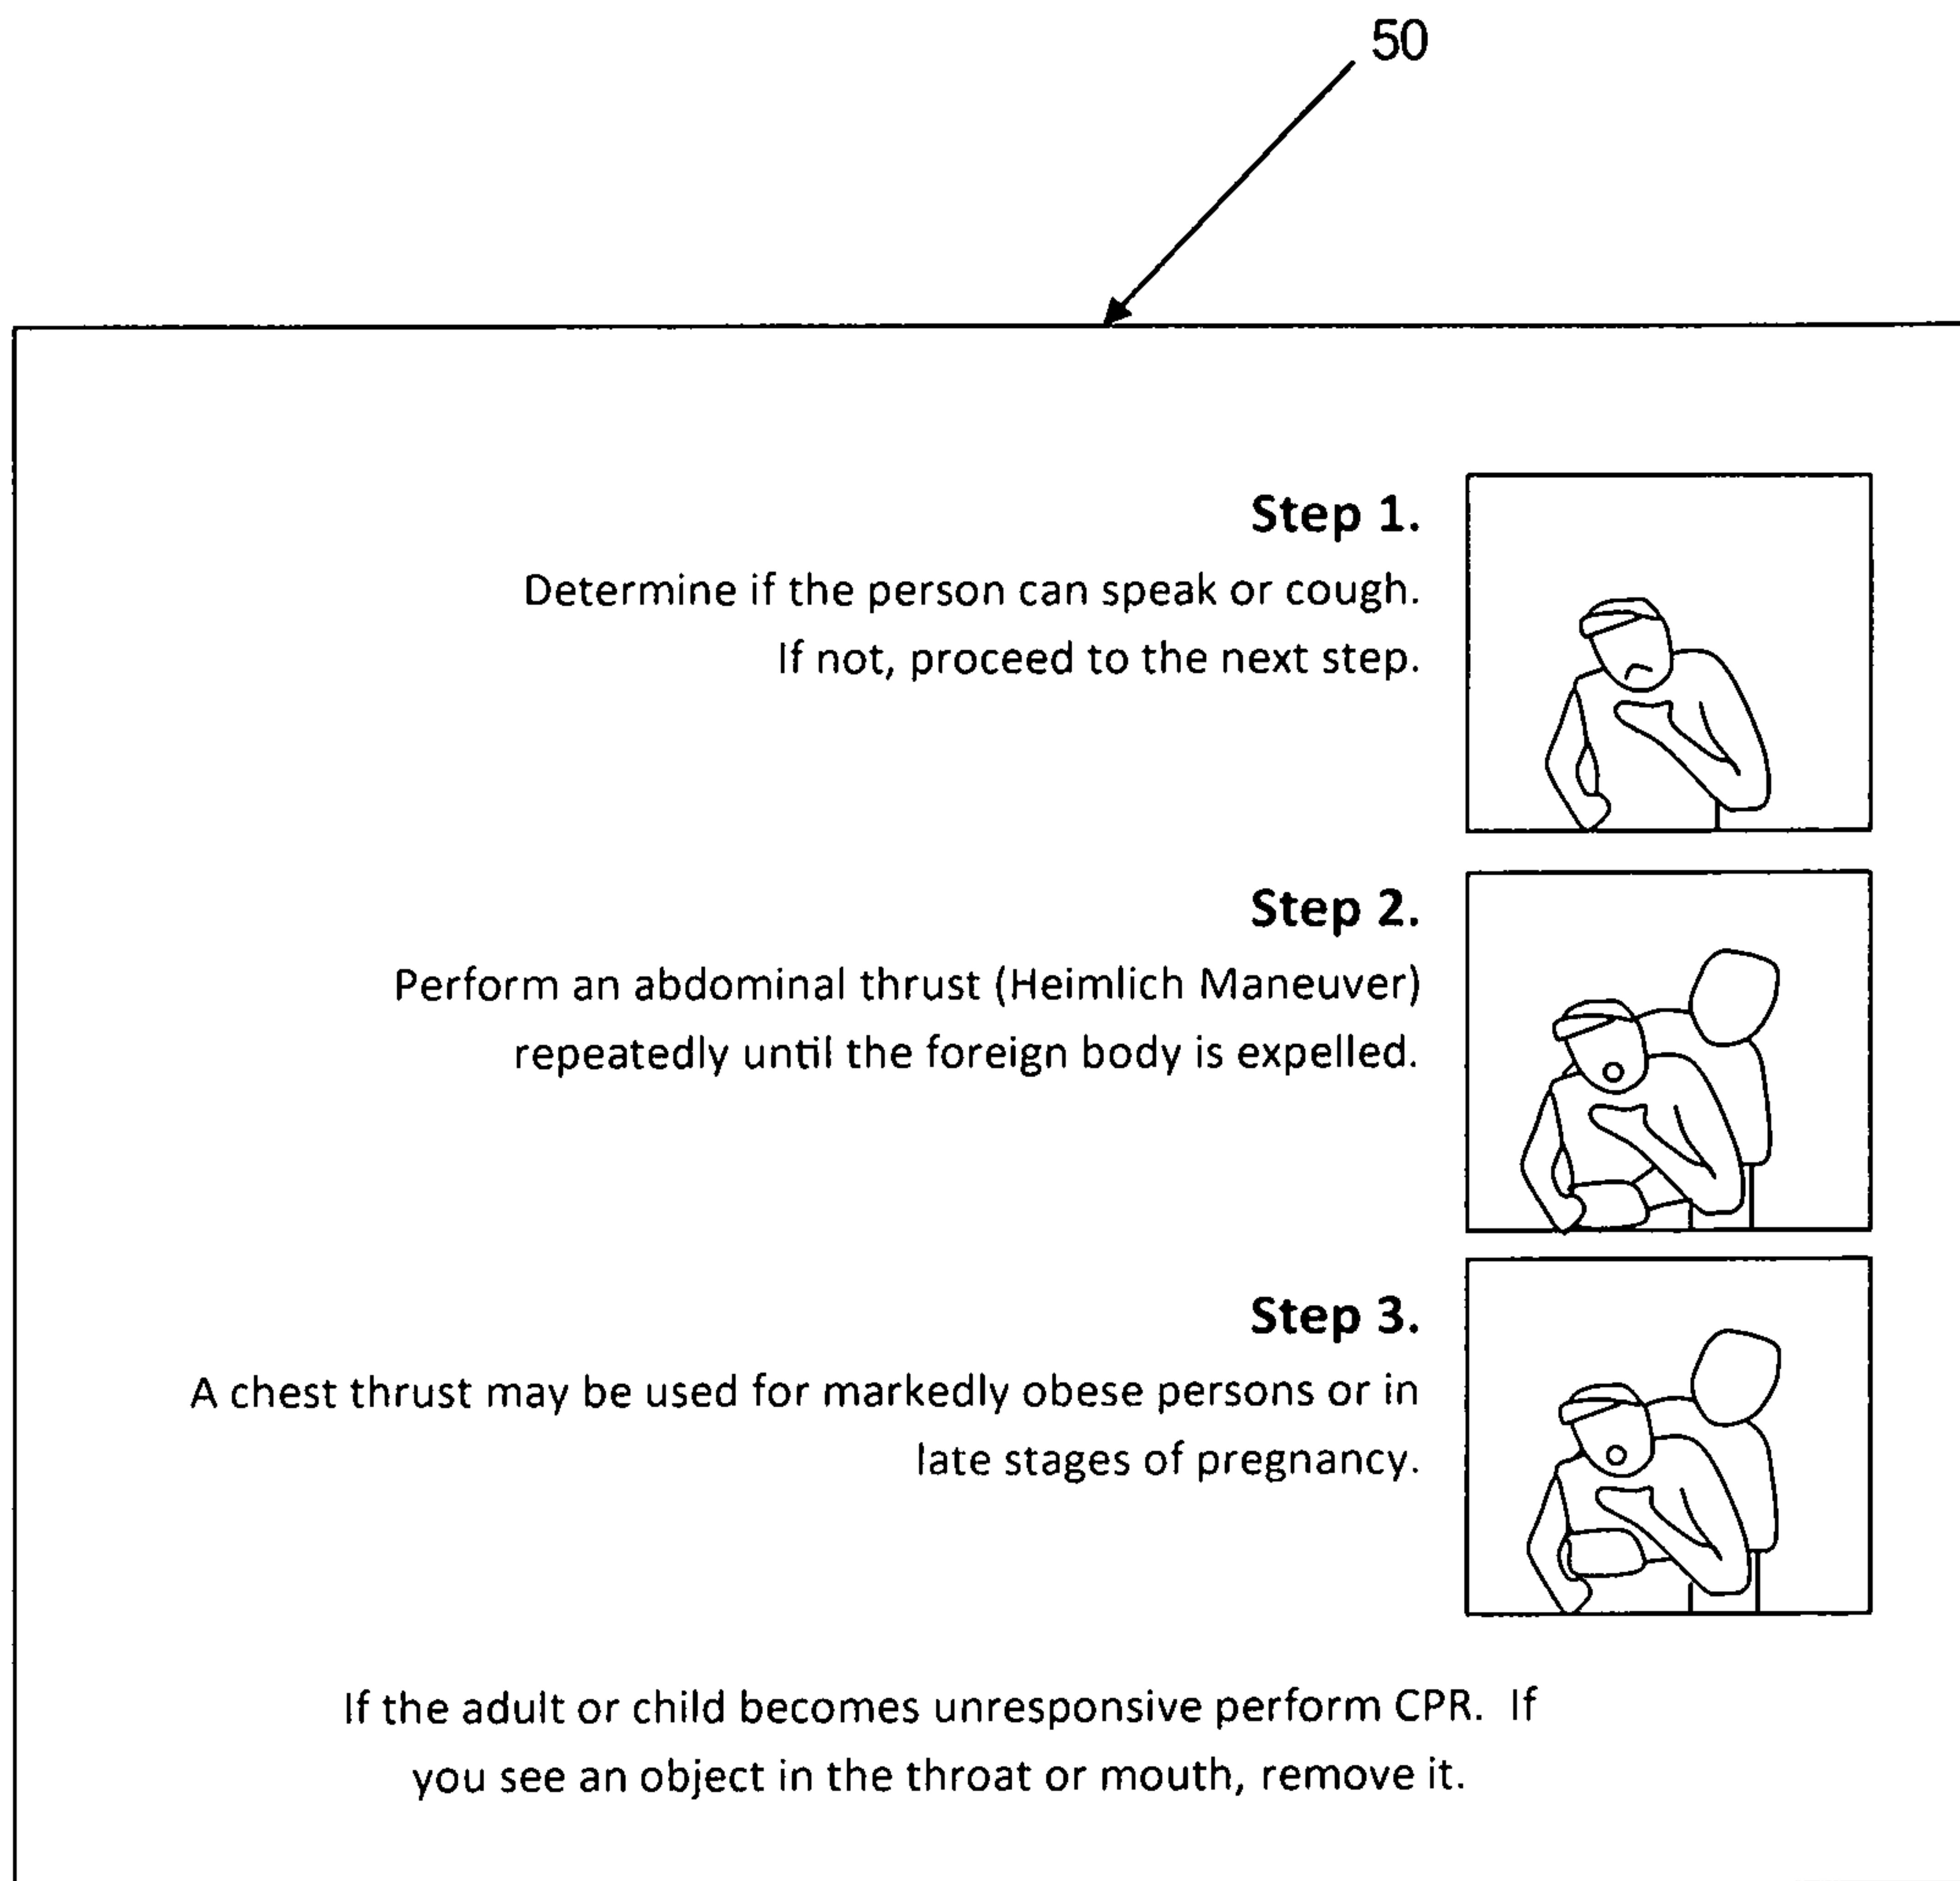 50
Step 1.
Determine if the person can speak or cough.
If not, proceed to the next step.
Step 2.
Perform an abdominal thrust (Heimlich Maneuver)
repeatedly until the foreign body is expelled.
Step 3.
A chest thrust may be used for markedly obese persons or in
late stages of pregnancy.
If the adult or child becomes unresponsive perform CPR.  If
you see an object in the throat or mouth, remove it.